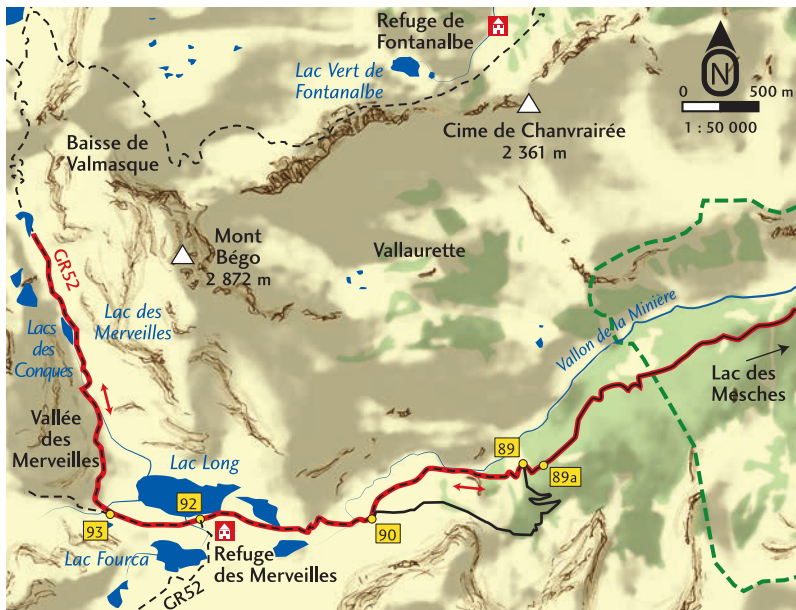 Refuge de
Fontanalbe
Lac Vert de
Fontanalbe
N
0 500 m
1 : 50 000
Cime de Chanvrairée
2 361 m
Baisse de
Valmasque
GR52
Mont
Bégo
2 872 m
Vallaurette
Lac des
Merveilles
Lacs
des
Conques
Vallon de la Minière
Lac des
Mesches
Vallée
des
Merveilles
Lac Long
89
89a
92
93
90
Refuge
des Merveilles
Lac Fourca
GR52